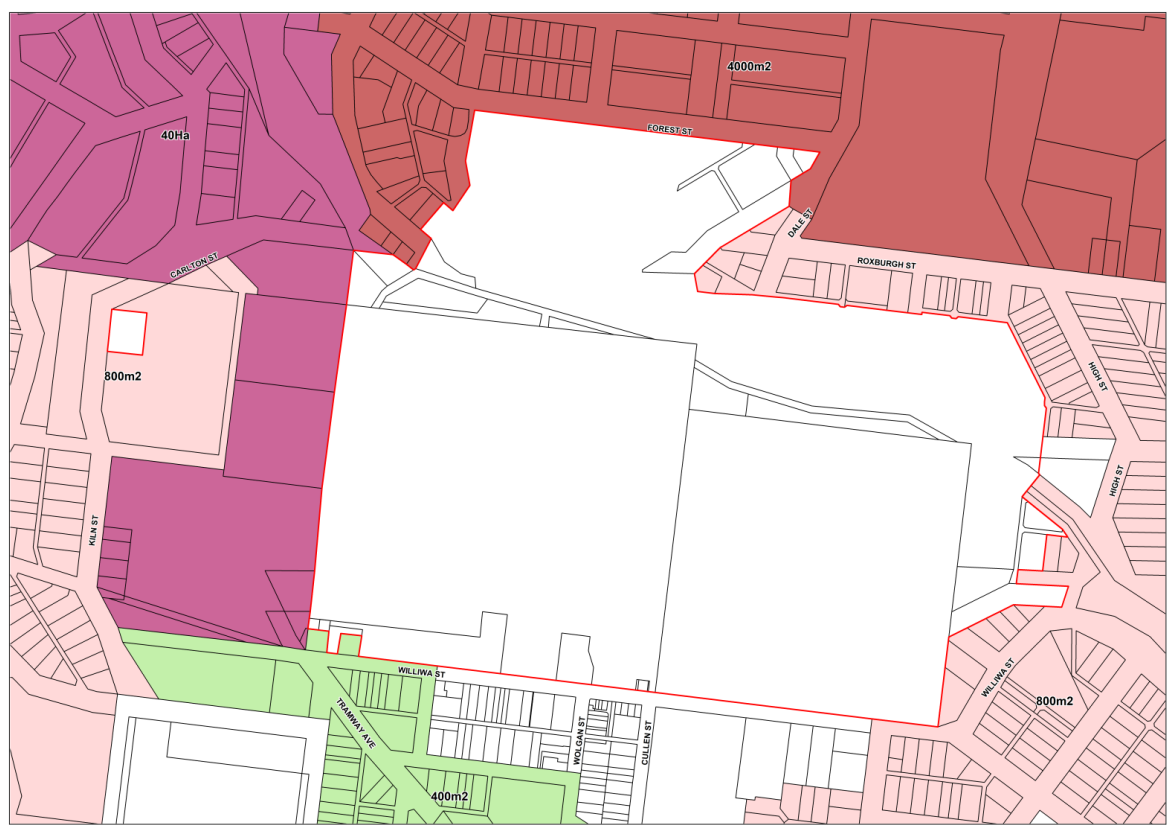 4000m2
FOREST ST
40Ha
DALE ST
CARLTON ST
ROXBURGH ST
800m2
HIGH ST
HIGH ST
KILN ST
WILLIWA ST
WILLIWA ST
800m2
TRAMWAY AVE
WOLGAN ST
CULLEN ST
400m2